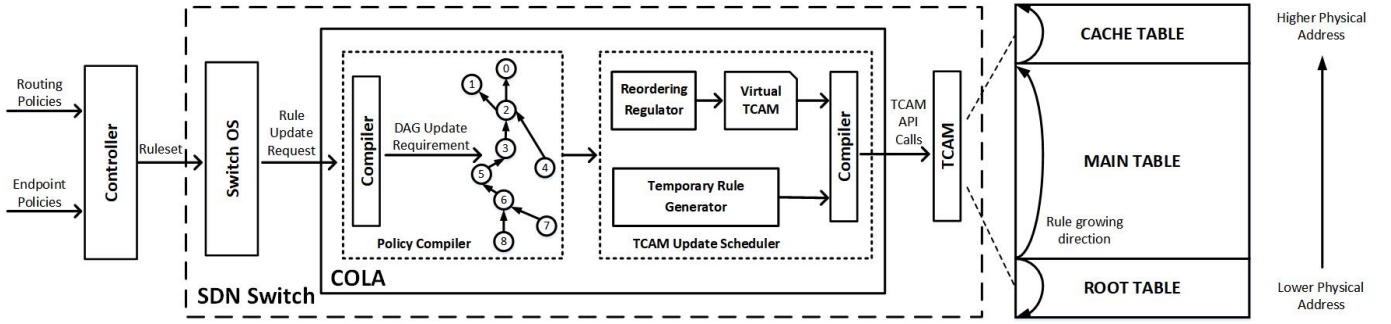 Routing
Policies
Endpoint
Policies
Controller
Ruleset
Switch OS
Rule
Update
Request
SDN Switch
COLA
Compiler
DAG Update
Requirement
0
1
2
3
4
5
6
7
8
Policy Compiler
Reordering
Regulator
Virtual
TCAM
Temporary Rule
Generator
Compiler
TCAM Update Scheduler
TCAM
API
Calls
TCAM
CACHE TABLE
MAIN TABLE
Rule growing
direction
ROOT TABLE
Higher Physical
Address
Lower Physical
Address